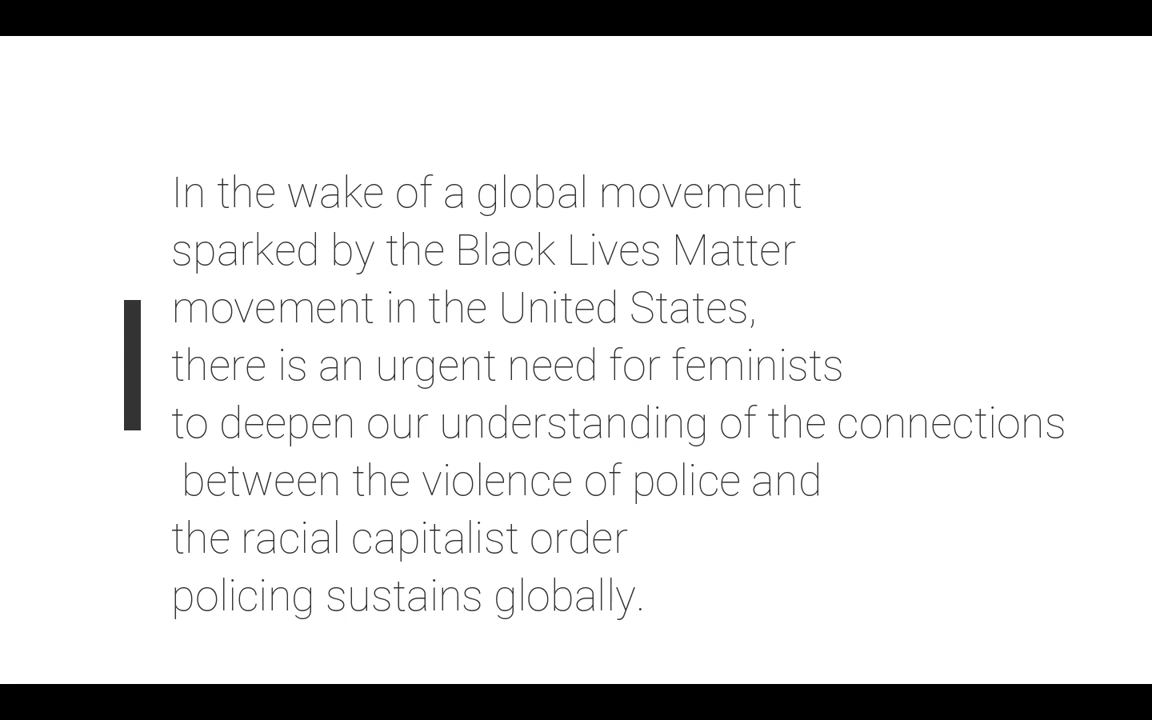 In the wake of a global movement
sparked by the Black Lives Matter
movement in the United States,
there is an urgent need for feminists
to deepen our understanding of the connections
between the violence of police and
the racial capitalist order
policing sustains globally.